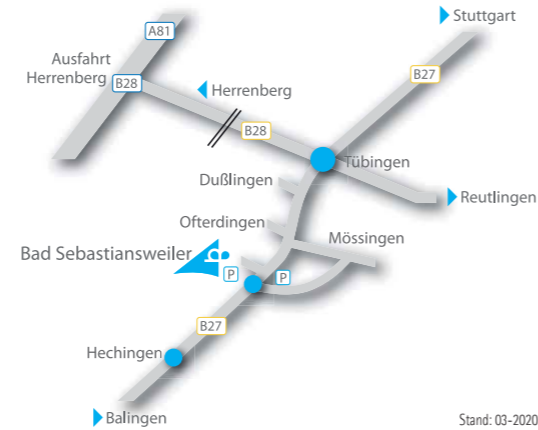 Stuttgart
A81
Ausfahrt
Herrenberg
B28
B27
Herrenberg
B28
Tübingen
Dußlingen
Reutlingen
Ofterdingen
Mössingen
Bad Sebastiansweiler
P
P
B27
Hechingen
Balingen
Stand: 03-2020